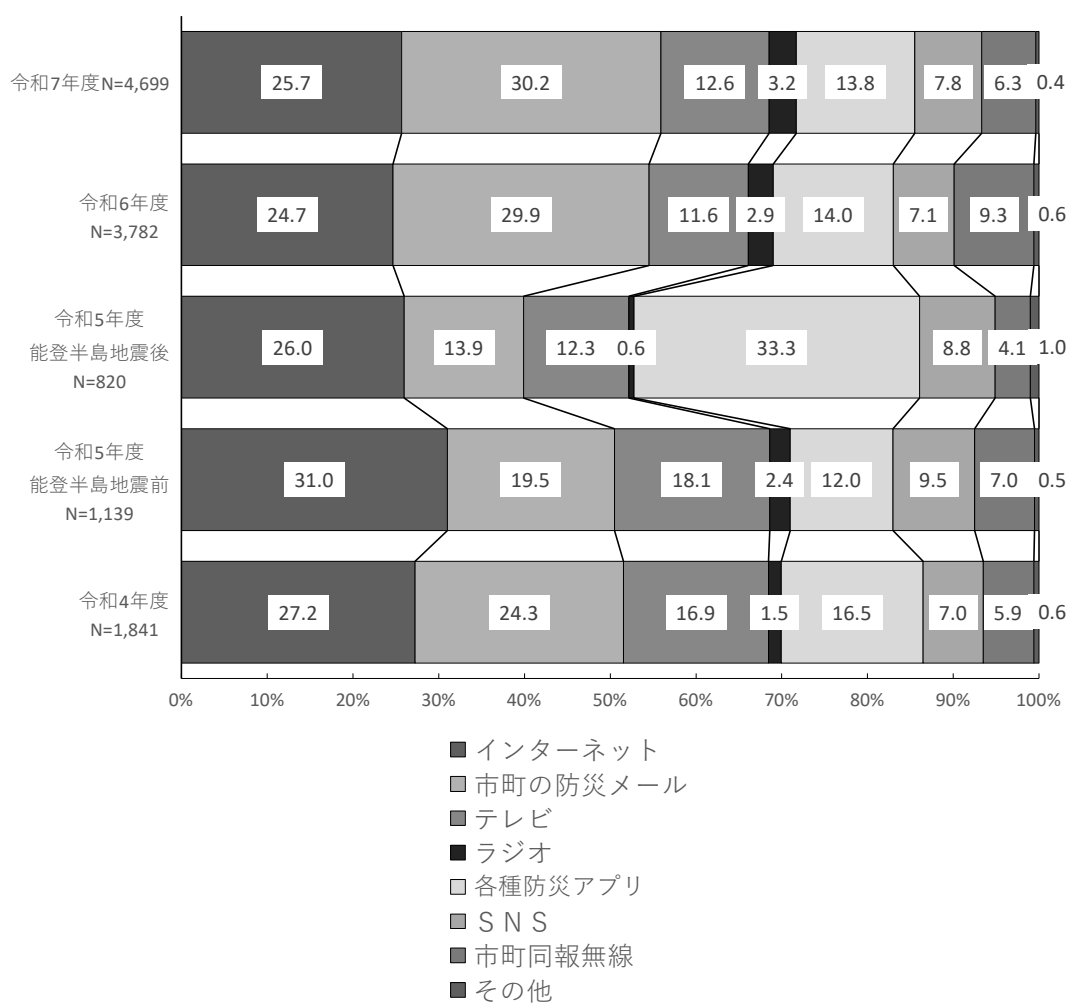 令和7年度N=4,699
25.7 30.2 12.6 3.2 13.8 7.8 6.3 0.4
令和6年度
N=3,782
24.7 29.9 11.6 2.9 14.0 7.1 9.3 0.6
令和5年度
能登半島地震後
N=820
26.0 13.9 12.3 0.6 33.3 8.8 4.1 1.0
令和5年度
能登半島地震前
N=1,139
31.0 19.5 18.1 2.4 12.0 9.5 7.0 0.5
令和4年度
N=1,841
27.2 24.3 16.9 1.5 16.5 7.0 5.9 0.6
0% 10% 20% 30% 40% 50% 60% 70% 80% 90% 100%
インターネット
市町の防災メール
テレビ
ラジオ
各種防災アプリ
ＳＮＳ
市町同報無線
その他